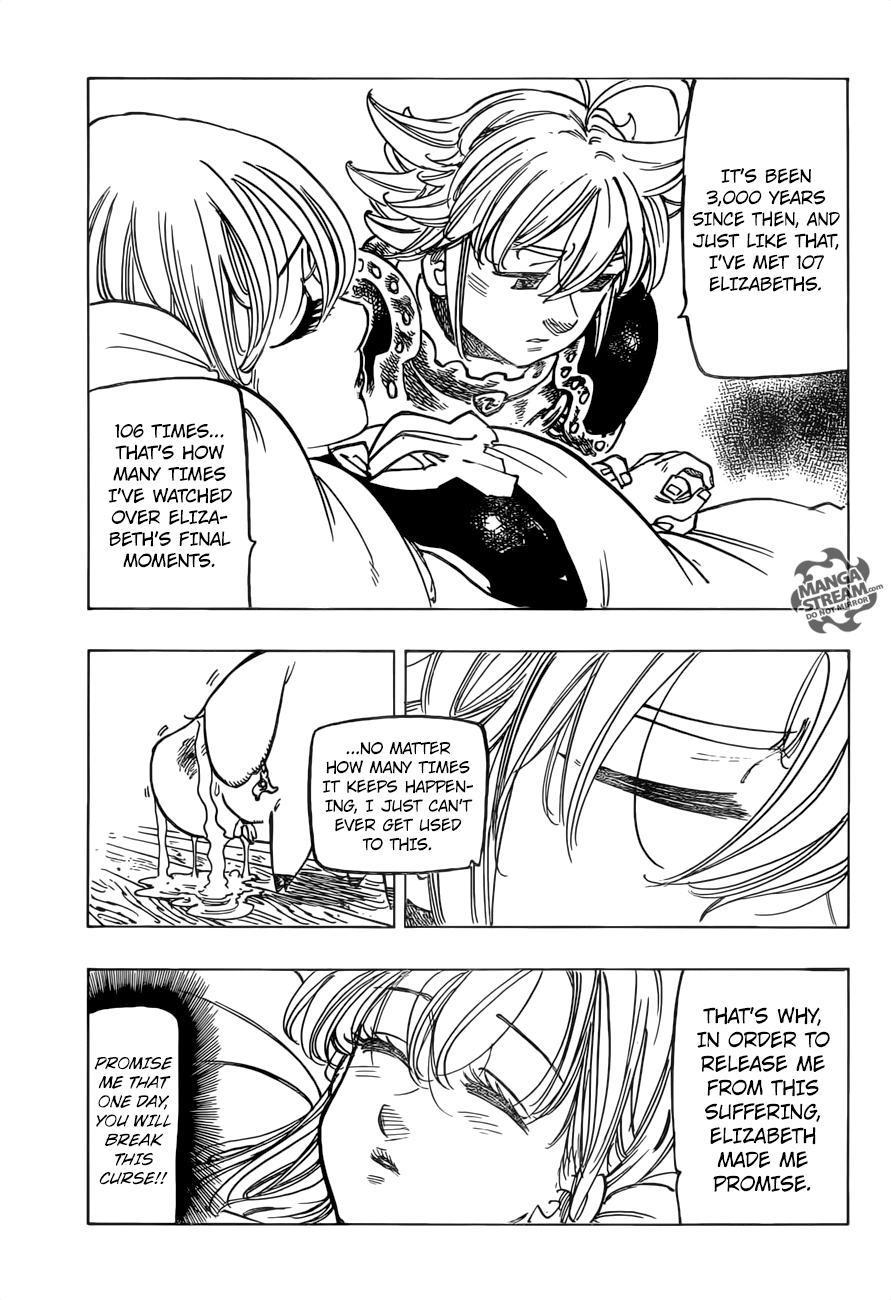 IT'S BEEN
3,000 YEARS
SINCE THEN, AND
JUST LIKE THAT,
I'VE MET 107
ELIZABETHS.
106 TIMES...
THAT'S HOW
MANY TIMES
I'VE WATCHED
OVER ELIZA-
BETH'S FINAL
MOMENTS.
MANGA
STREAM.com
DO NOT MIRROR
...NO MATTER
HOW MANY TIMES
IT KEEPS HAPPEN-
ING, I JUST CAN'T
EVER GET USED
TO THIS.
THAT'S WHY,
IN ORDER TO
RELEASE ME
FROM THIS
SUFFERING,
ELIZABETH
MADE ME
PROMISE.
PROMISE
ME THAT
ONE DAY,
YOU WILL
BREAK
THIS
CURSE!!